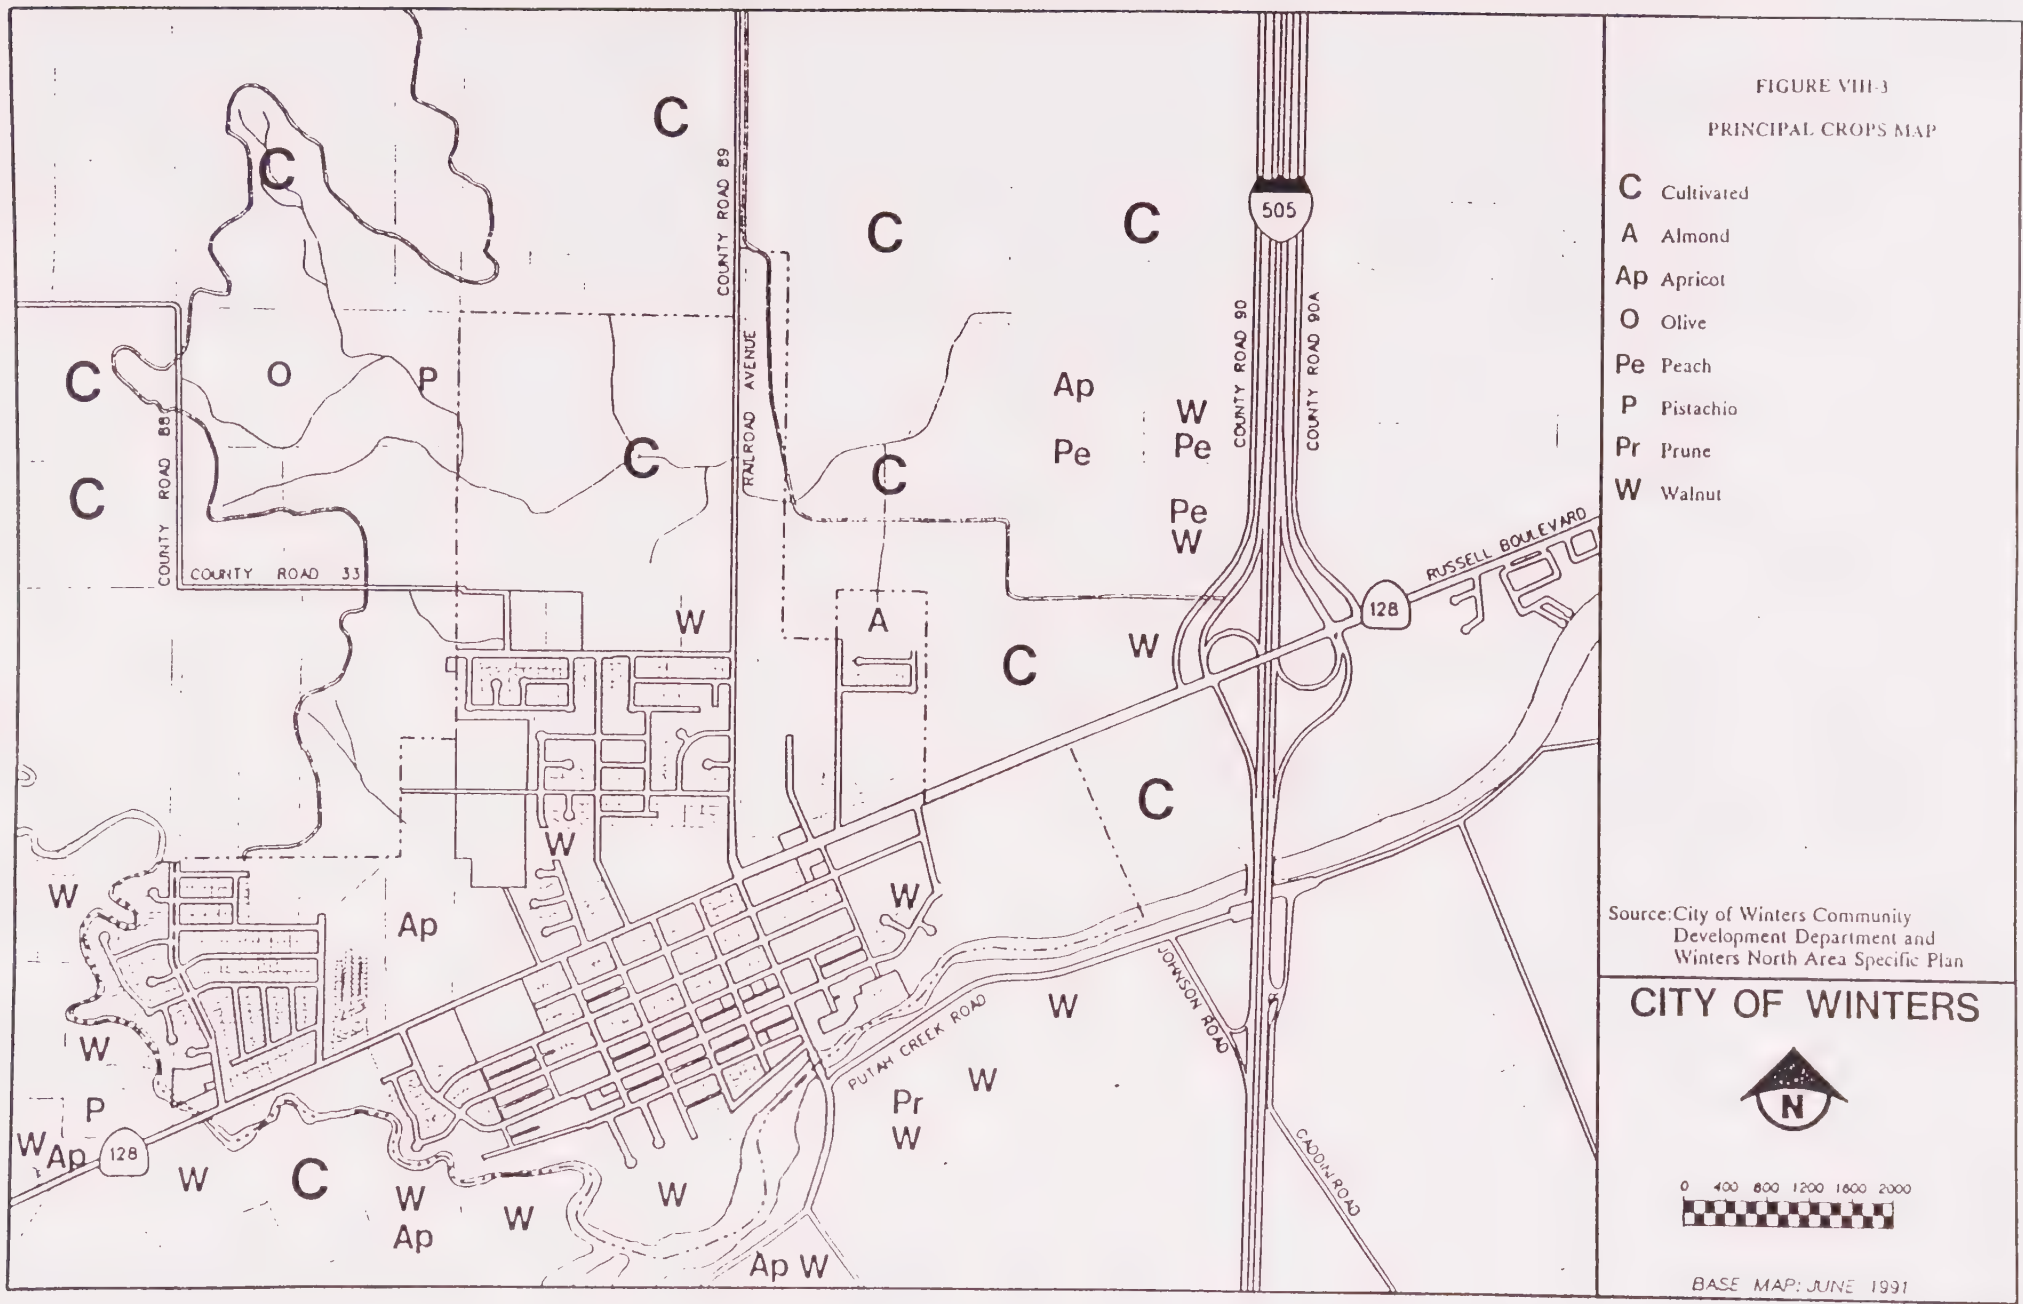 FIGURE VIII-3
PRINCIPAL CROPS MAP
C Cultivated
A Almond
Ap Apricot
O Olive
Pe Peach
P Pistachio
Pr Prune
W Walnut
Source: City of Winters Community
Development Department and
Winters North Area Specific Plan
CITY OF WINTERS
N
0 400 800 1200 1600 2000
BASE MAP: JUNE 1991
C
C
COUNTY ROAD 89
C
C
505
C
O
P
COUNTY ROAD 88
C
C
RAILROAD AVENUE
C
Ap
Pe
W
Pe
Pe
W
COUNTY ROAD 90
COUNTY ROAD 90A
RUSSELL BOULEVARD
128
COUNTY ROAD 33
W
A
C
W
C
W
W
Ap
W
W
P
W Ap
128
W
C
W
Ap
W
W
Ap W
PUTAH CREEK ROAD
Pr
W
W
W
JOHNSON ROAD
GADDINI ROAD